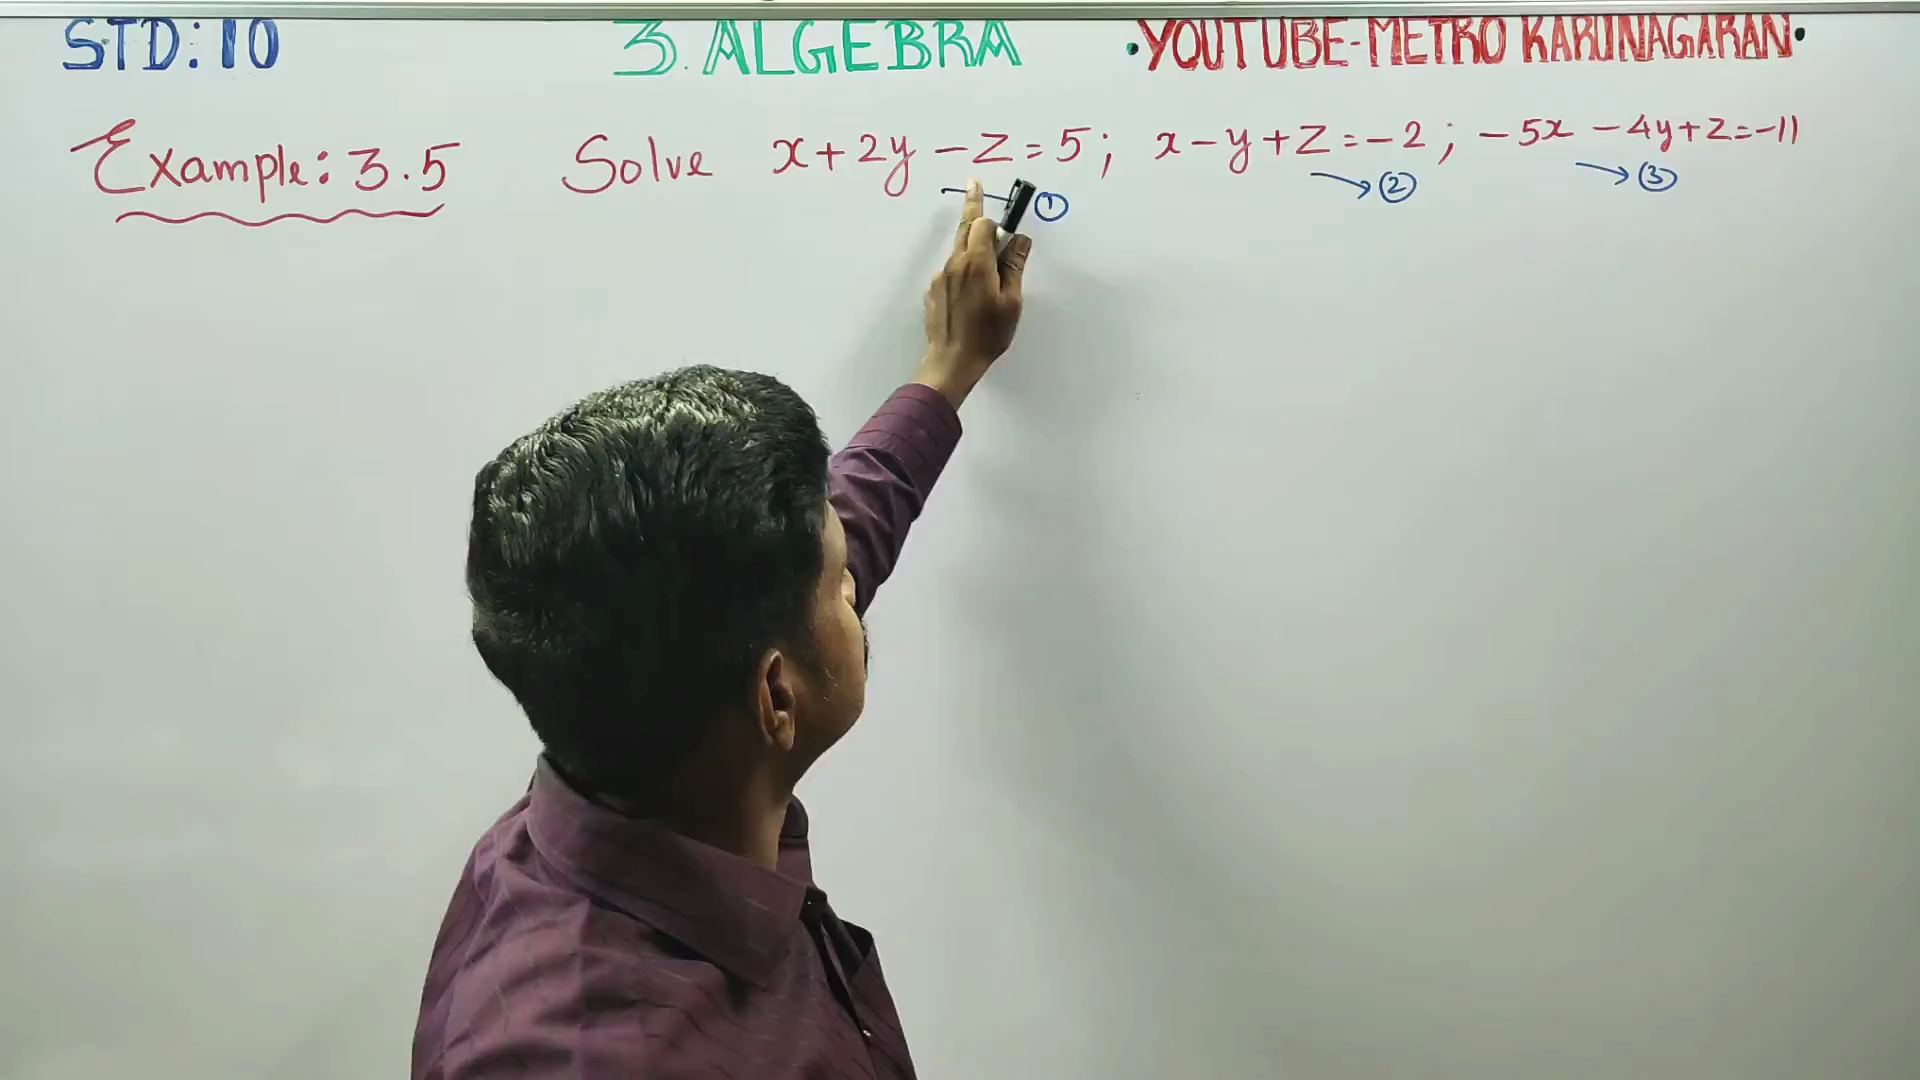 STD: 10 3. ALGEBRA •YOUTUBE-METRO KARUNAGARAN•
Example: 3.5 Solve x+2y-z=5; x-y+z=-2; -5x-4y+z=-11
→① →② →③